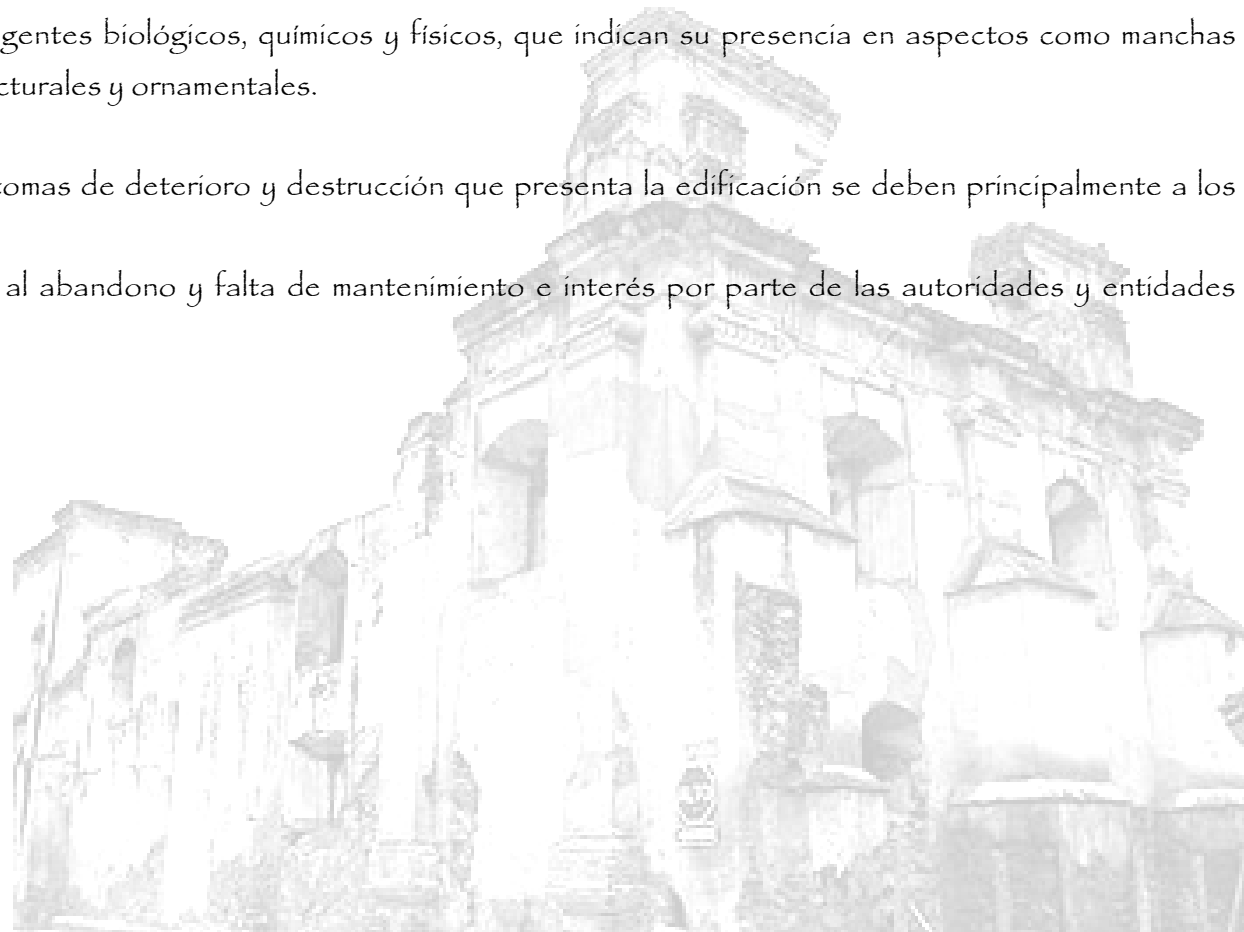 gentes biológicos, químicos y físicos, que indican su presencia en aspectos como manchas
cturales y ornamentales.
tomas de deterioro y destrucción que presenta la edificación se deben principalmente a los
al abandono y falta de mantenimiento e interés por parte de las autoridades y entidades